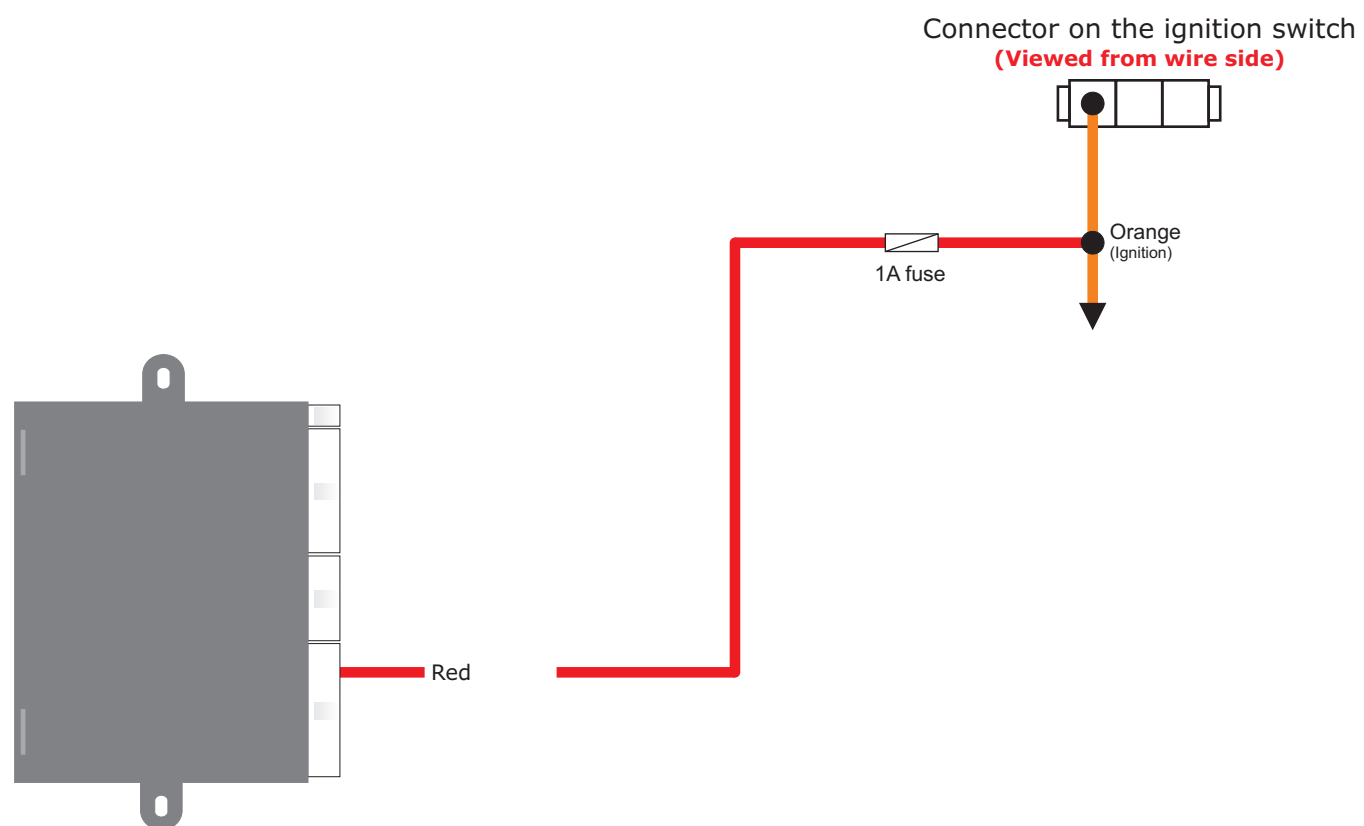 Connector on the ignition switch
(Viewed from wire side)
Orange
(Ignition)
1A fuse
Red